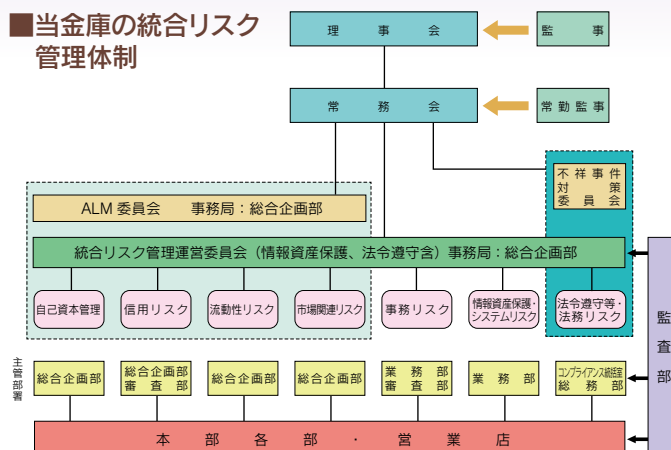 ■当金庫の統合リスク
管理体制
理事会
監事
常務会
常勤監事
不祥事件
対策
委員会
ALM 委員会 事務局：総合企画部
統合リスク管理運営委員会（情報資産保護、法令遵守含）事務局：総合企画部
自己資本管理
信用リスク
流動性リスク
市場関連リスク
事務リスク
情報資産保護・
システムリスク
法令遵守等・
法務リスク
監査部
主管部署
総合企画部
総合企画部
審査部
総合企画部
総合企画部
業務部
審査部
業務部
コンプライアンス統括室
総務部
本部各部・営業店